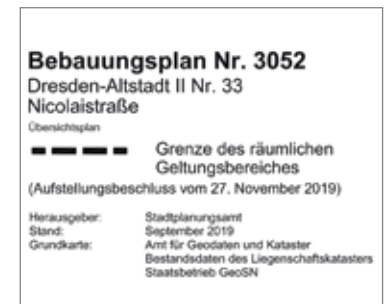 Bebauungsplan Nr. 3052
Dresden-Altstadt II Nr. 33
Nicolaistraße
Übersichtsplan
Grenze des räumlichen
Geltungsbereiches
(Aufstellungsbeschluss vom 27. November 2019)
Herausgeber: Stadtplanungsamt
Stand: September 2019
Grundkarte: Amt für Geodaten und Kataster
Bestandsdaten des Liegenschaftskatasters
Staatsbetrieb GeoSN